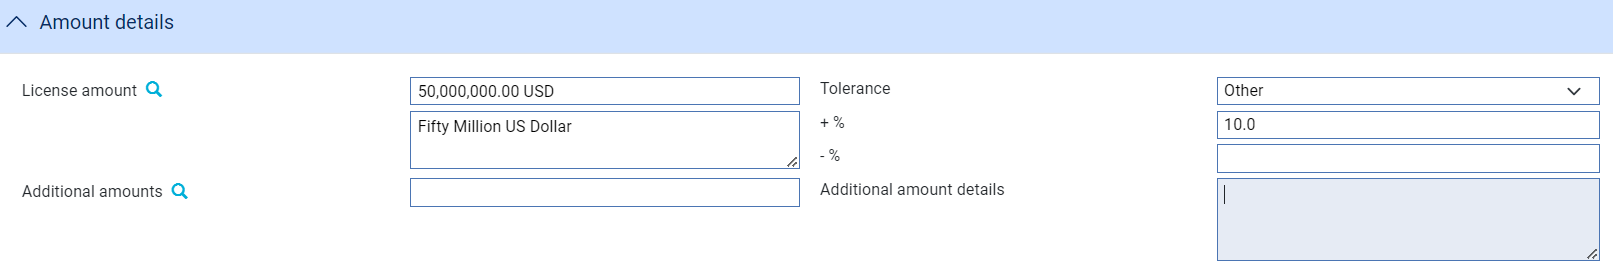 Amount details
License amount
50,000,000.00 USD
Tolerance
Other
Fifty Million US Dollar
+ %
10.0
- %
Additional amounts
Additional amount details